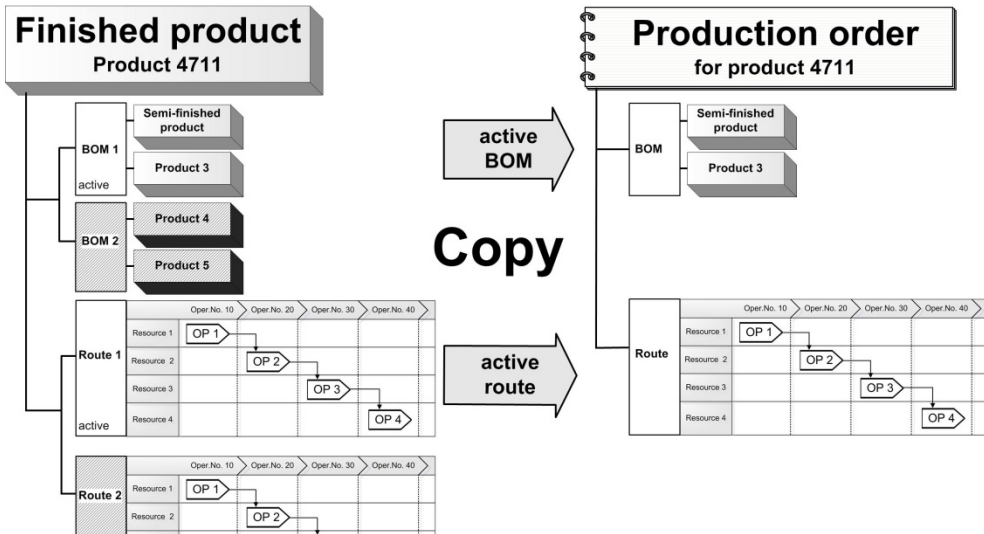 Finished product
Product 4711
BOM 1
active
Semi-finished
product
Product 3
BOM 2
Product 4
Product 5
Route 1
active
Oper.No. 10 Oper.No. 20 Oper.No. 30 Oper.No. 40
Resource 1 OP 1
Resource 2 OP 2
Resource 3 OP 3
Resource 4 OP 4
Route 2
Oper.No. 10 Oper.No. 20 Oper.No. 30 Oper.No. 40
Resource 1 OP 1
Resource 2 OP 2
active
BOM
Copy
active
route
Production order
for product 4711
BOM
Semi-finished
product
Product 3
Route
Oper.No. 10 Oper.No. 20 Oper.No. 30 Oper.No. 40
Resource 1 OP 1
Resource 2 OP 2
Resource 3 OP 3
Resource 4 OP 4